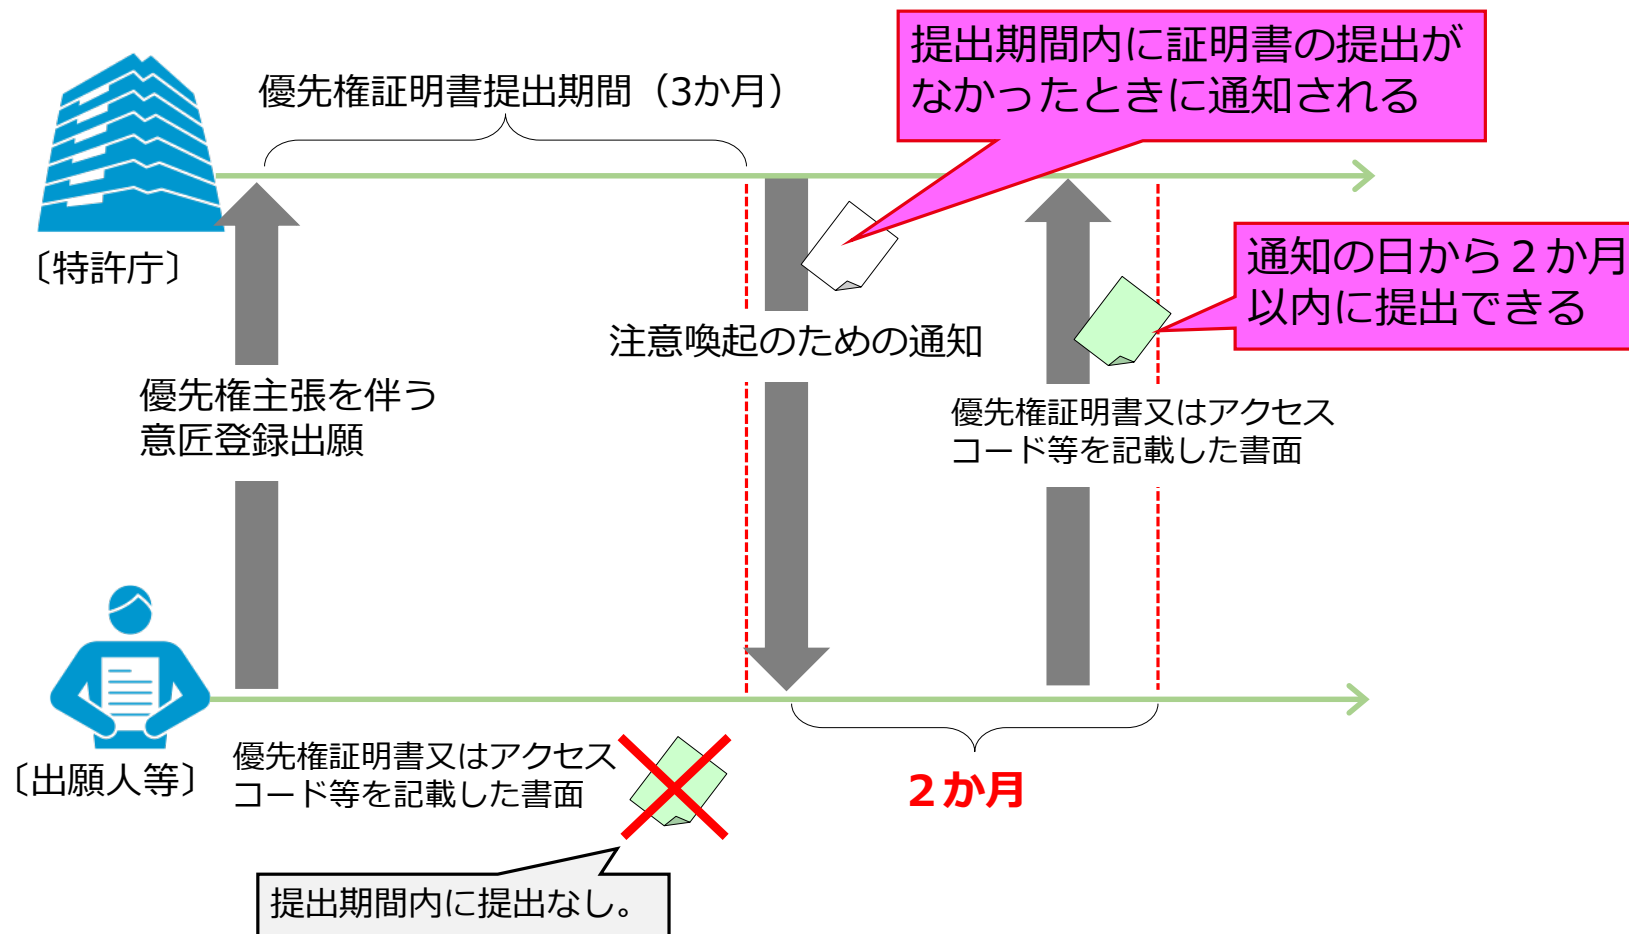 提出期間内に証明書の提出が
なかったときに通知される
優先権証明書提出期間（3か月）
〔特許庁〕
通知の日から２か月
以内に提出できる
注意喚起のための通知
優先権主張を伴う
意匠登録出願
優先権証明書又はアクセス
コード等を記載した書面
〔出願人等〕
優先権証明書又はアクセス
コード等を記載した書面
２か月
提出期間内に提出なし。